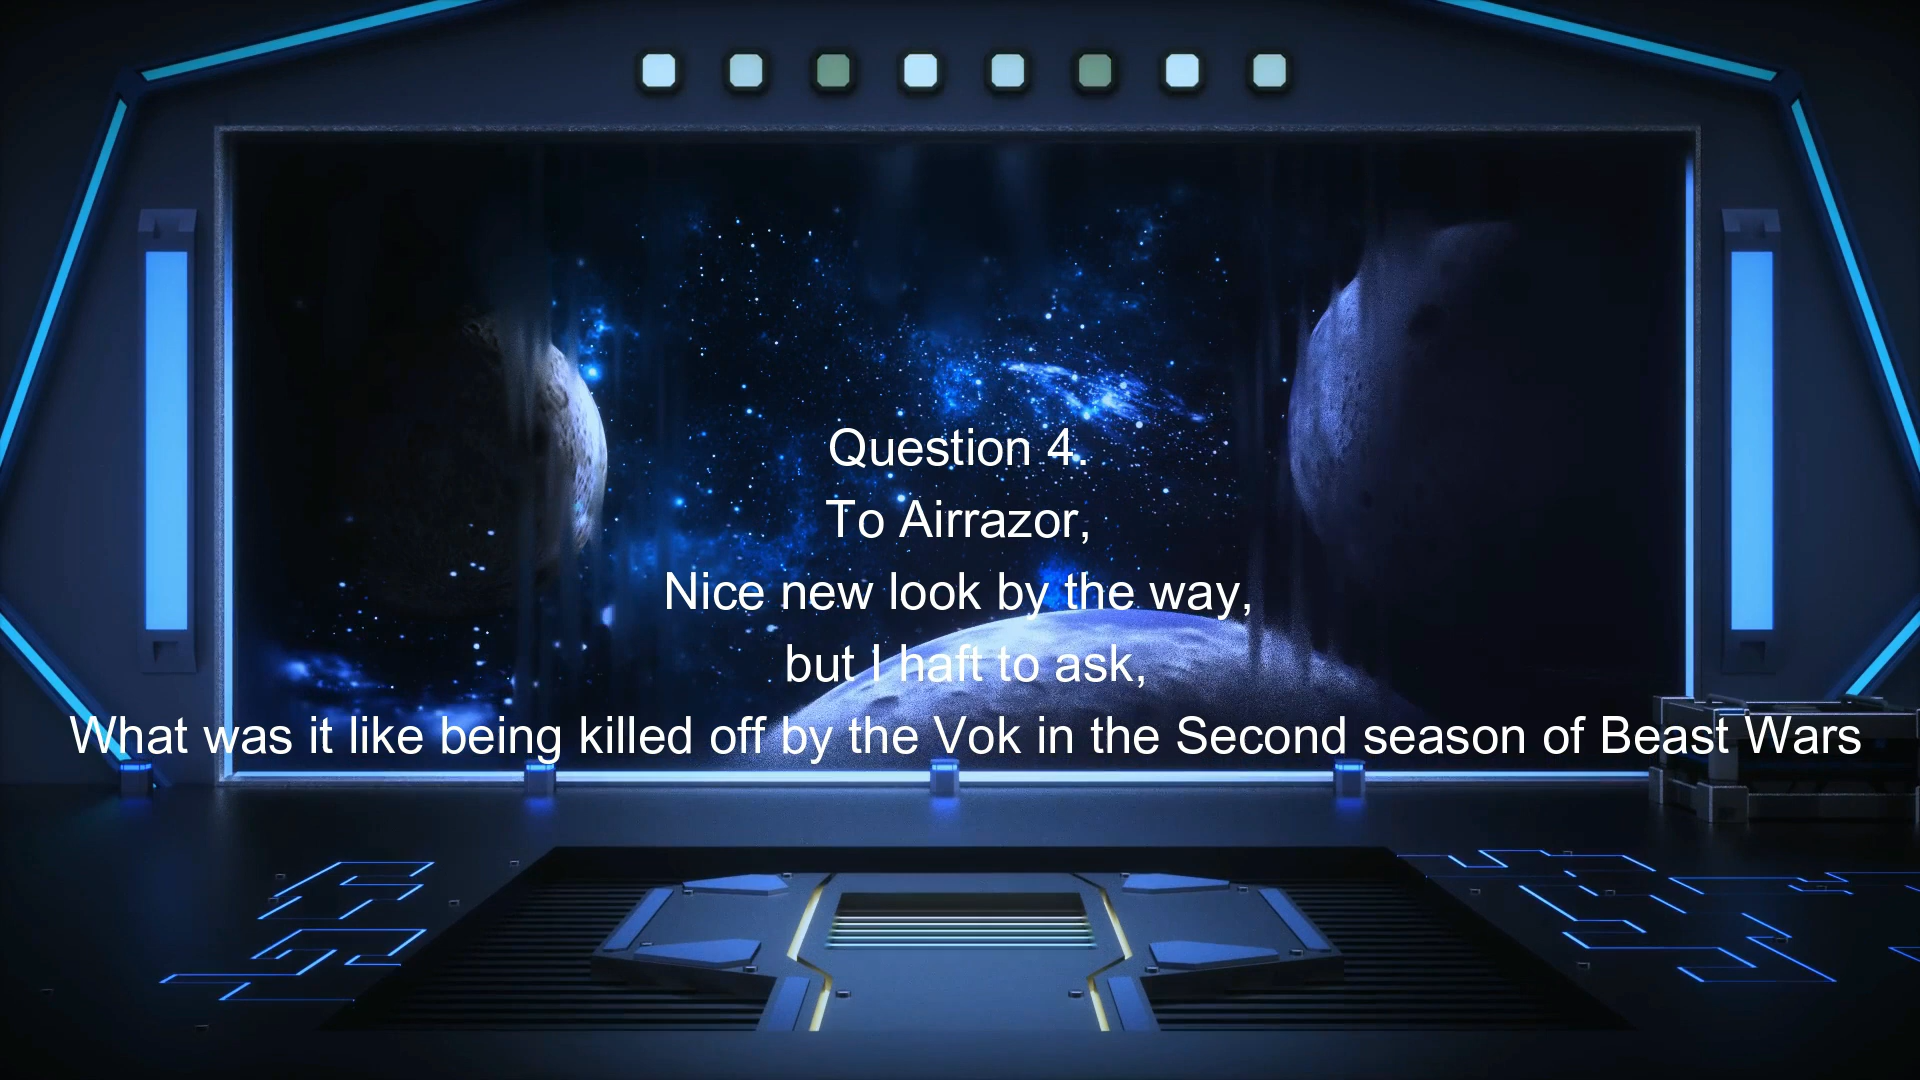 Question 4.
To Airrazor,
Nice new look by the way,
but I haft to ask,
What was it like being killed off by the Vok in the Second season of Beast Wars